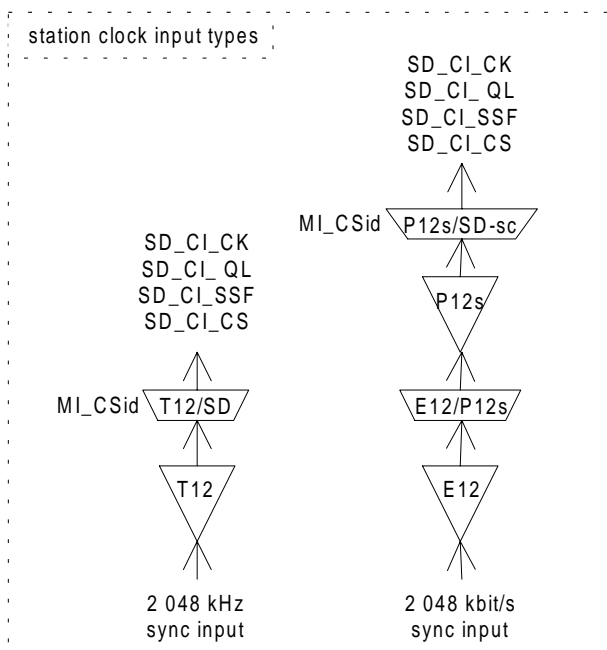 station clock input types
SD_CI_CK
SD_CI_ QL
SD_CI_SSF
SD_CI_CS
MI_CSid
T12/SD
T12
2 048 kHz
sync input
SD_CI_CK
SD_CI_ QL
SD_CI_SSF
SD_CI_CS
MI_CSid
P12s/SD-sc
P12s
E12/P12s
E12
2 048 kbit/s
sync input